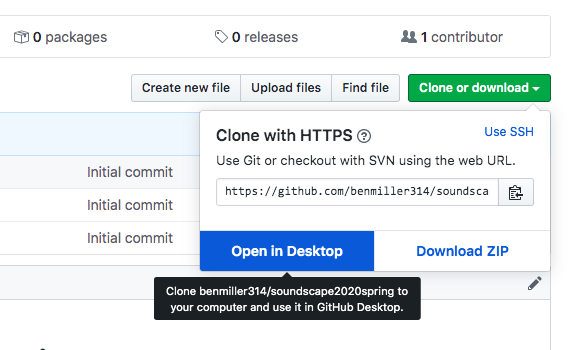 0 packages
0 releases
1 contributor
Create new file
Upload files
Find file
Clone or download
Clone with HTTPS
Use SSH
Use Git or checkout with SVN using the web URL.
https://github.com/benmiller314/soundsca
Initial commit
Initial commit
Initial commit
Open in Desktop
Download ZIP
Clone benmiller314/soundscape2020spring to
your computer and use it in GitHub Desktop.